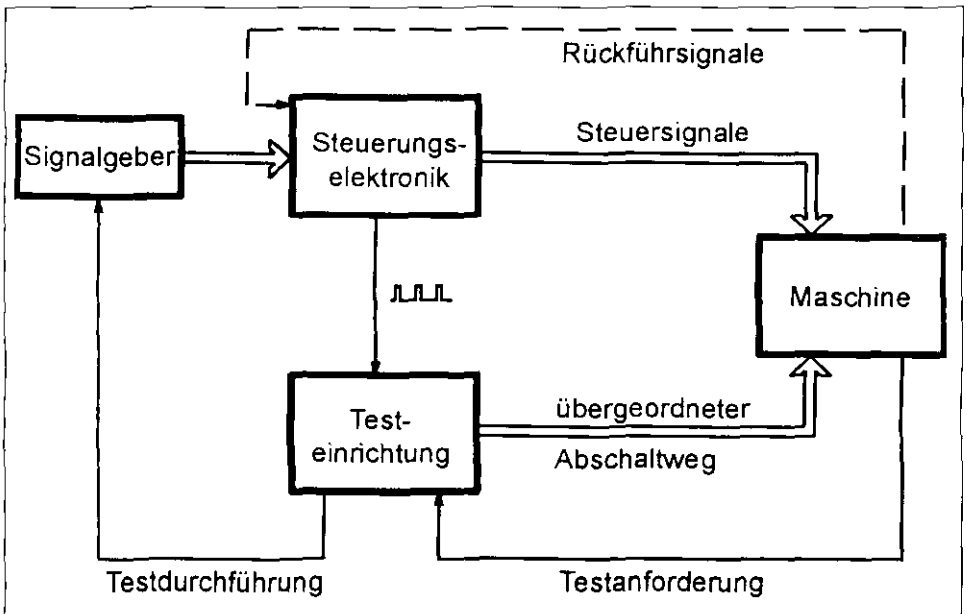 Rückführsignale
Signalgeber
Steuerungs-
elektronik
Steuersignale
Maschine
Test-
einrichtung
übergeordneter
Abschaltweg
Testdurchführung
Testanforderung